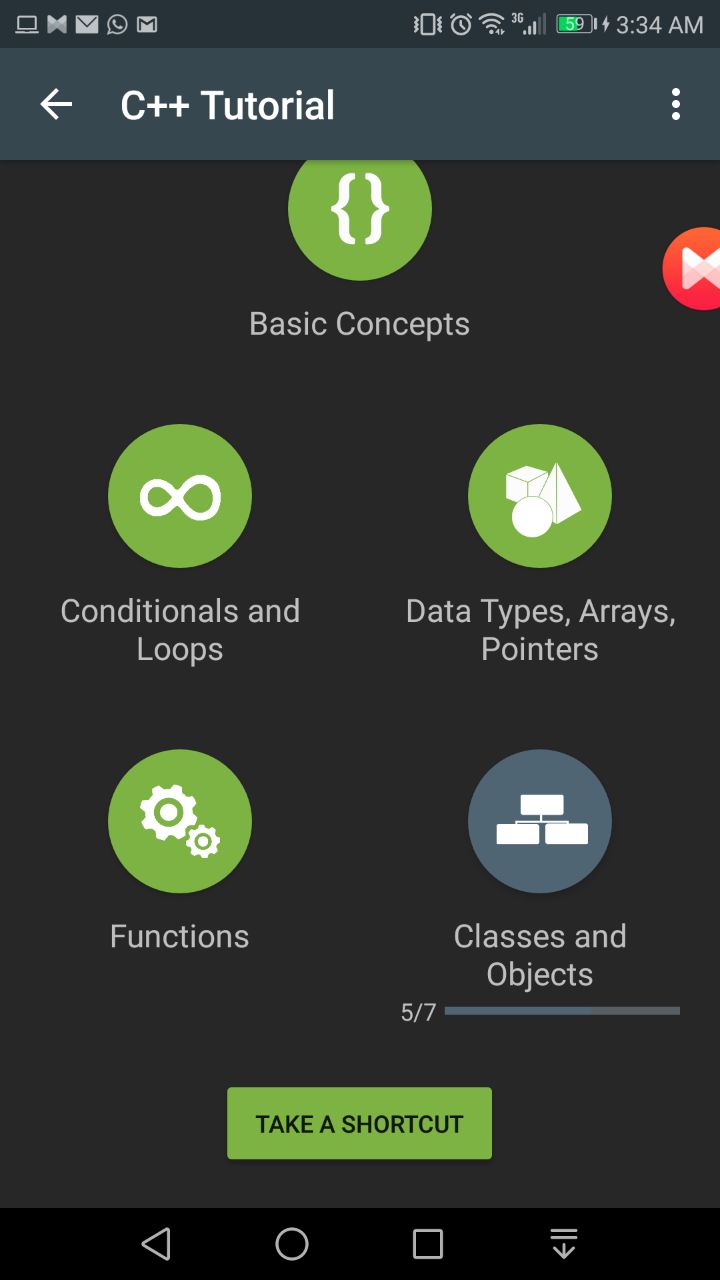 3G 59 3:34 AM
C++ Tutorial
{}
Basic Concepts
Conditionals and
Loops
Data Types, Arrays,
Pointers
Functions
Classes and
Objects
5/7
TAKE A SHORTCUT